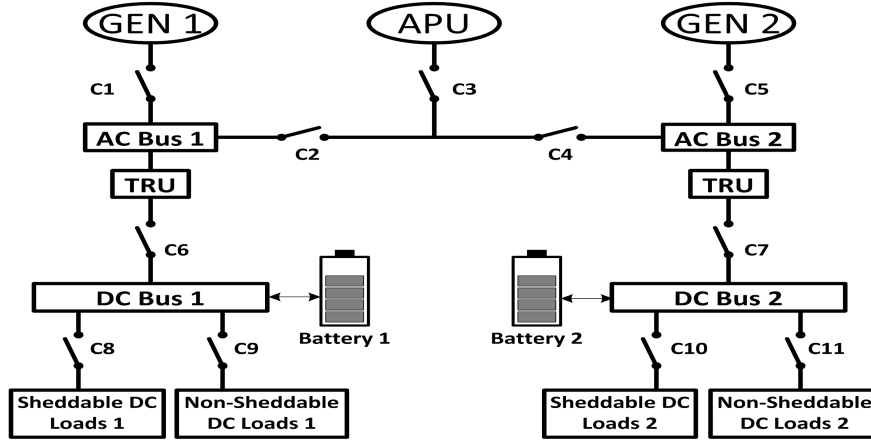 GEN 1
APU
GEN 2
C1
C3
C5
AC Bus 1
C2
C4
AC Bus 2
TRU
TRU
C6
C7
DC Bus 1
DC Bus 2
Battery 1
Battery 2
C8
C9
C10
C11
Sheddable DC
Loads 1
Non-Sheddable
DC Loads 1
Sheddable DC
Loads 2
Non-Sheddable
DC Loads 2